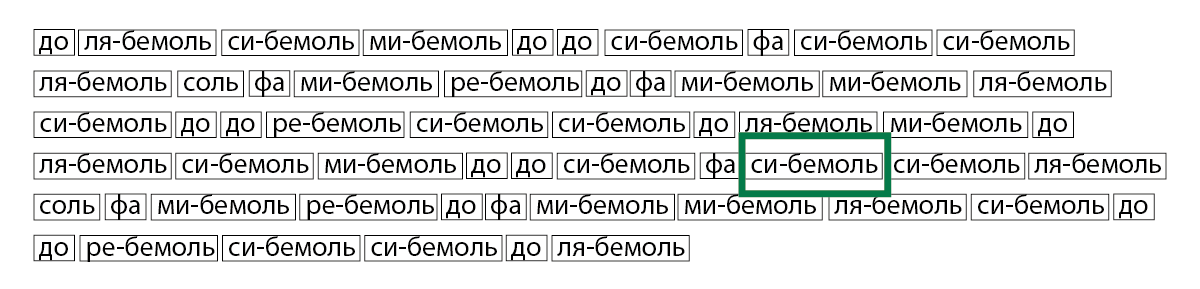 до ля-бемоль си-бемоль ми-бемоль до до си-бемоль фа си-бемоль си-бемоль
ля-бемоль соль фа ми-бемоль ре-бемоль до фа ми-бемоль ми-бемоль ля-бемоль
си-бемоль до до ре-бемоль си-бемоль си-бемоль до ля-бемоль ми-бемоль до
ля-бемоль си-бемоль ми-бемоль до до си-бемоль фа си-бемоль си-бемоль ля-бемоль
соль фа ми-бемоль ре-бемоль до фа ми-бемоль ми-бемоль ля-бемоль си-бемоль до
до ре-бемоль си-бемоль си-бемоль до ля-бемоль